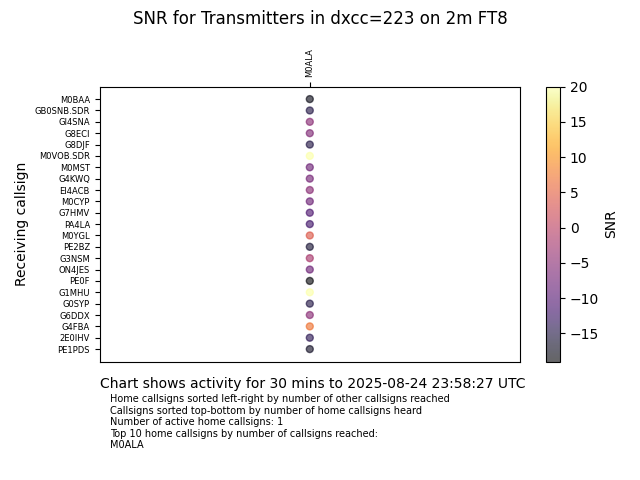 SNR for Transmitters in dxcc=223 on 2m FT8
M0ALA
M0BAA
GB0SNB.SDR
GI4SNA
G8ECI
G8DJF
M0VOB.SDR
M0MST
G4KWQ
EI4ACB
M0CYP
G7HMV
PA4LA
M0YGL
PE2BZ
G3NSM
ON4JES
PE0F
G1MHU
G0SYP
G6DDX
G4FBA
2E0IHV
PE1PDS
Receiving callsign
20
15
10
5
0
−5
−10
−15
SNR
Chart shows activity for 30 mins to 2025-08-24 23:58:27 UTC
Home callsigns sorted left-right by number of other callsigns reached
Callsigns sorted top-bottom by number of home callsigns heard
Number of active home callsigns: 1
Top 10 home callsigns by number of callsigns reached:
M0ALA